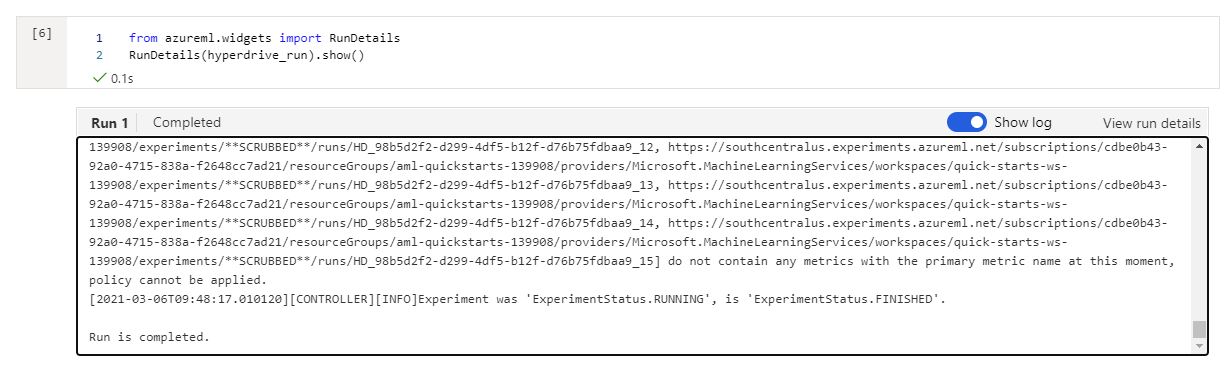 [6]
1 from azureml.widgets import RunDetails
2 RunDetails(hyperdrive_run).show()
0.1s
Run 1 Completed Show log View run details
139908/experiments/**SCRUBBED**/runs/HD_98b5d2f2-d299-4df5-b12f-d76b75fdbaa9_12, https://southcentralus.experiments.azureml.net/subscriptions/cdbe0b43-
92a0-4715-838a-f2648cc7ad21/resourceGroups/aml-quickstarts-139908/providers/Microsoft.MachineLearningServices/workspaces/quick-starts-ws-
139908/experiments/**SCRUBBED**/runs/HD_98b5d2f2-d299-4df5-b12f-d76b75fdbaa9_13, https://southcentralus.experiments.azureml.net/subscriptions/cdbe0b43-
92a0-4715-838a-f2648cc7ad21/resourceGroups/aml-quickstarts-139908/providers/Microsoft.MachineLearningServices/workspaces/quick-starts-ws-
139908/experiments/**SCRUBBED**/runs/HD_98b5d2f2-d299-4df5-b12f-d76b75fdbaa9_14, https://southcentralus.experiments.azureml.net/subscriptions/cdbe0b43-
92a0-4715-838a-f2648cc7ad21/resourceGroups/aml-quickstarts-139908/providers/Microsoft.MachineLearningServices/workspaces/quick-starts-ws-
139908/experiments/**SCRUBBED**/runs/HD_98b5d2f2-d299-4df5-b12f-d76b75fdbaa9_15] do not contain any metrics with the primary metric name at this moment,
policy cannot be applied.
[2021-03-06T09:48:17.010120][CONTROLLER][INFO]Experiment was 'ExperimentStatus.RUNNING', is 'ExperimentStatus.FINISHED'.
Run is completed.